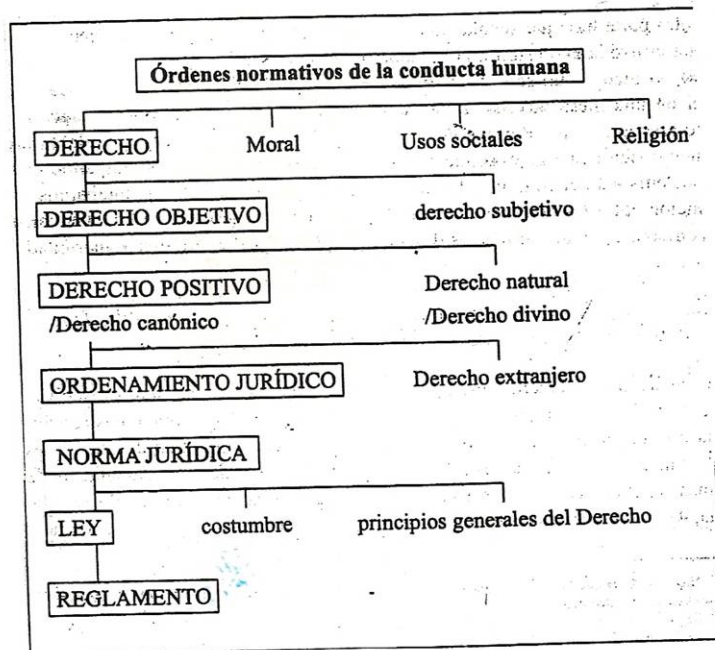 Órdenes normativos de la conducta humana
DERECHO Moral Usos sociales Religión
DERECHO OBJETIVO derecho subjetivo
DERECHO POSITIVO Derecho natural
/Derecho canónico /Derecho divino
ORDENAMIENTO JURÍDICO Derecho extranjero
NORMA JURÍDICA
LEY costumbre principios generales del Derecho
REGLAMENTO